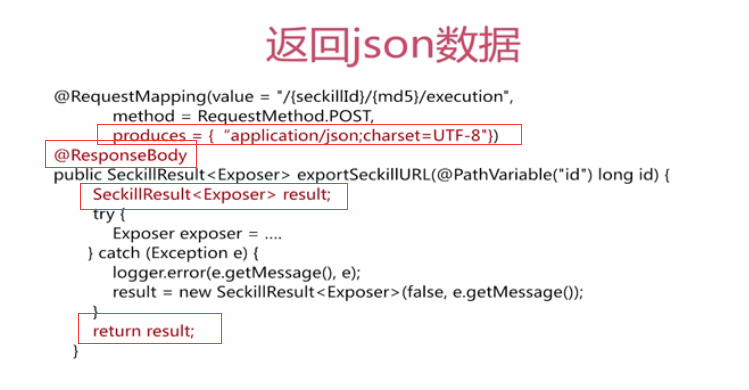 返回json数据
@RequestMapping(value = "/{seckillId}/{md5}/execution",
method = RequestMethod.POST,
produces = { “application/json;charset=UTF-8"})
@ResponseBody
public SeckillResult<Exposer> exportSeckillURL(@PathVariable("id") long id) {
SeckillResult<Exposer> result;
try {
Exposer exposer = ....
} catch (Exception e) {
logger.error(e.getMessage(), e);
result = new SeckillResult<Exposer>(false, e.getMessage());
}
return result;
}